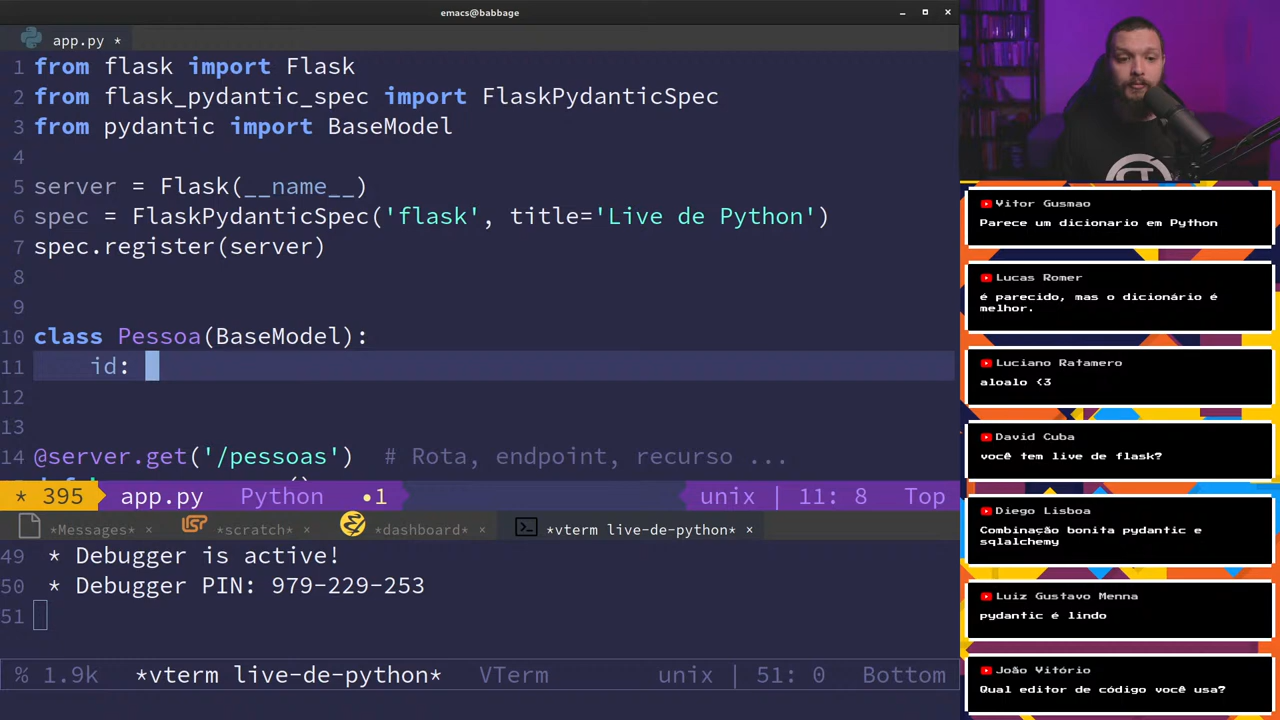 emacs@babbage
app.py *
1 from flask import Flask
2 from flask_pydantic_spec import FlaskPydanticSpec
3 from pydantic import BaseModel
4
5 server = Flask(__name__)
6 spec = FlaskPydanticSpec('flask', title='Live de Python')
7 spec.register(server)
8
9
10 class Pessoa(BaseModel):
11 id:
12
13
14 @server.get('/pessoas') # Rota, endpoint, recurso ...
* 395 app.py Python •1 unix | 11: 8 Top
*Messages* × *scratch* × *dashboard* × *vterm live-de-python* ×
49 * Debugger is active!
50 * Debugger PIN: 979-229-253
51
% 1.9k *vterm live-de-python* VTerm unix | 51: 0 Bottom
Vitor Gusmao
Parece um dicionario em Python
Lucas Romer
é parecido, mas o dicionário é
melhor.
Luciano Ratamero
aloalo <3
David Cuba
você tem live de flask?
Diego Lisboa
Combinação bonita pydantic e
sqlalchemy
Luiz Gustavo Menna
pydantic é lindo
João Vitório
Qual editor de código você usa?